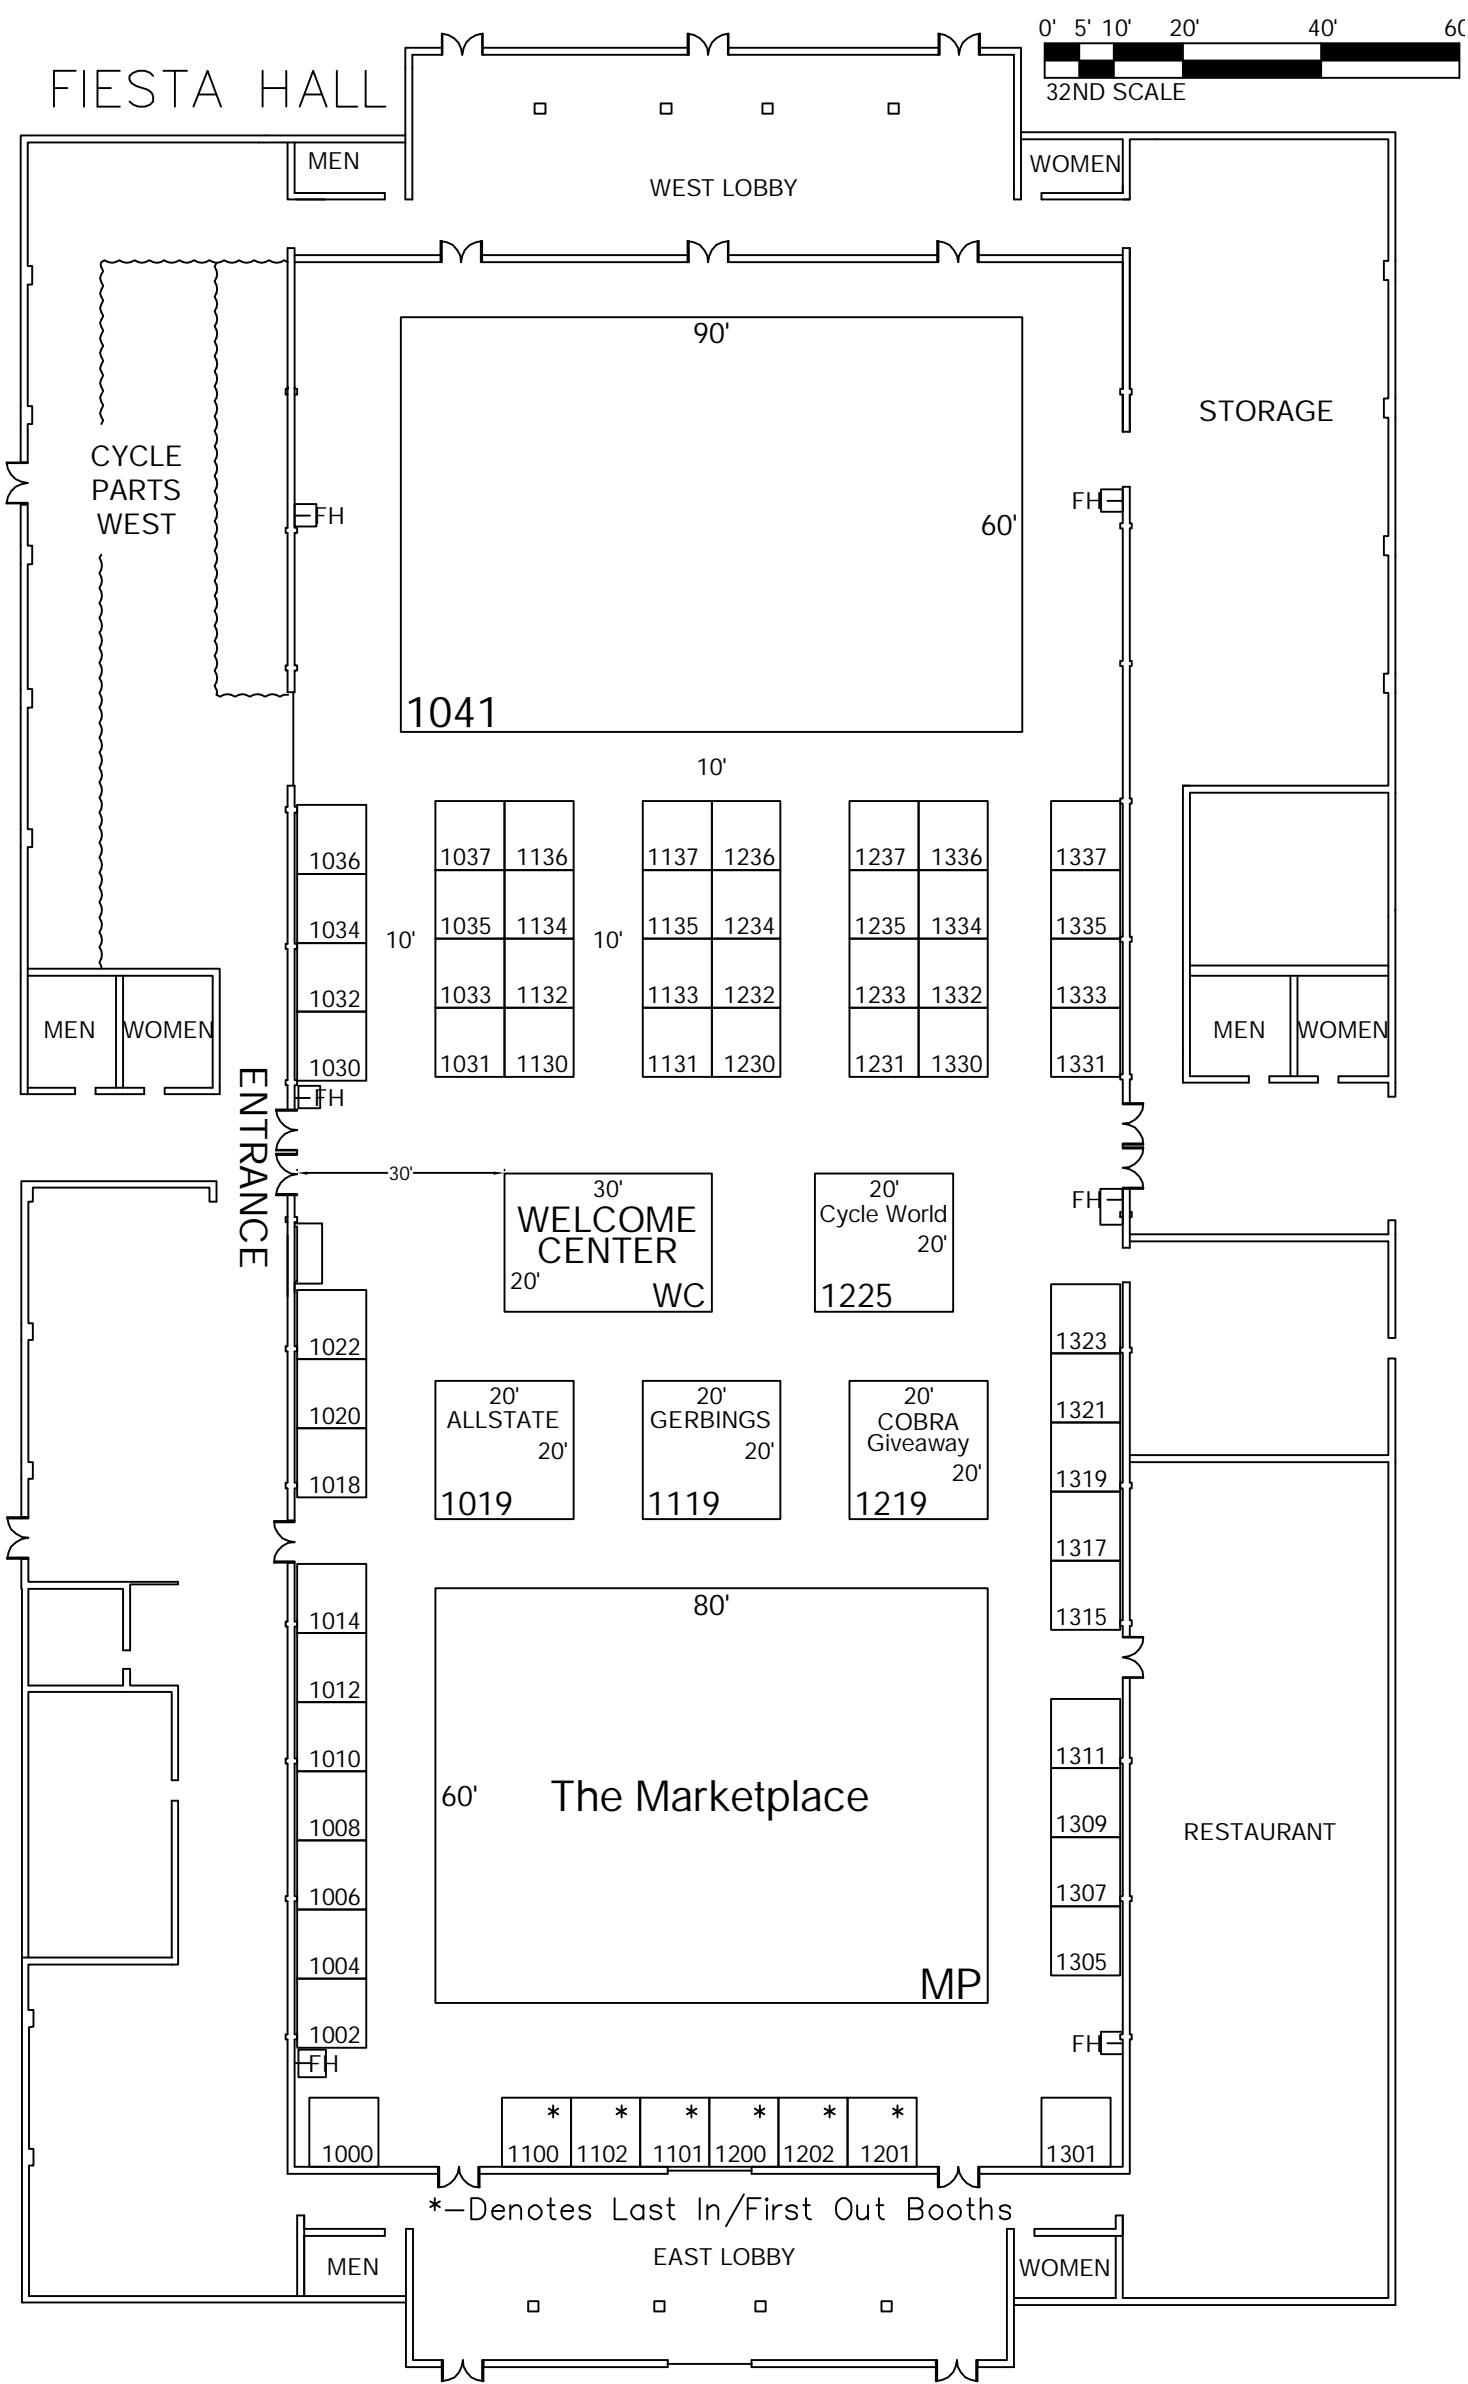 0' 5' 10' 20' 40' 60
32ND SCALE
FIESTA HALL
MEN
WOMEN
WEST LOBBY
90'
STORAGE
CYCLE
PARTS
WEST
FH
FH
60'
1041
10'
1036
1037 1136
1137 1236
1237 1336
1337
1034
10'
1035 1134
10'
1135 1234
1235 1334
1335
1032
1033 1132
1133 1232
1233 1332
1333
1030
1031 1130
1131 1230
1231 1330
1331
MEN WOMEN
MEN WOMEN
FH
ENTRANCE
30'
30'
WELCOME
CENTER
20'
WC
20'
Cycle World
20'
1225
FH
1022
1020
1018
20'
ALLSTATE
20'
1019
20'
GERBINGS
20'
1119
20'
COBRA
Giveaway
20'
1219
1323
1321
1319
1317
1315
1014
1012
1010
1008
1006
1004
1002
FH
80'
60'
The Marketplace
MP
1311
1309
1307
1305
FH
RESTAURANT
1000
* * * * * *
1100 1102 1101 1200 1202 1201
1301
*-Denotes Last In/First Out Booths
MEN
EAST LOBBY
WOMEN